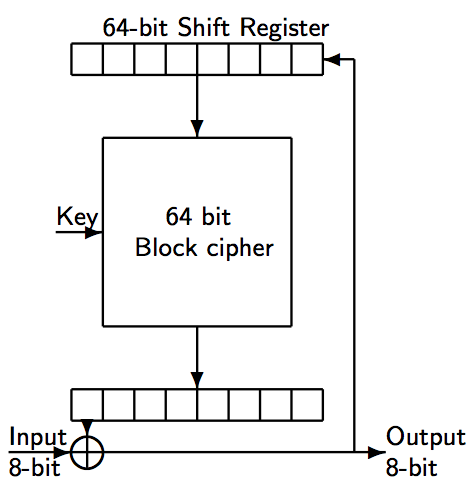 64-bit Shift Register
Key
64 bit
Block cipher
Input
8-bit
Output
8-bit